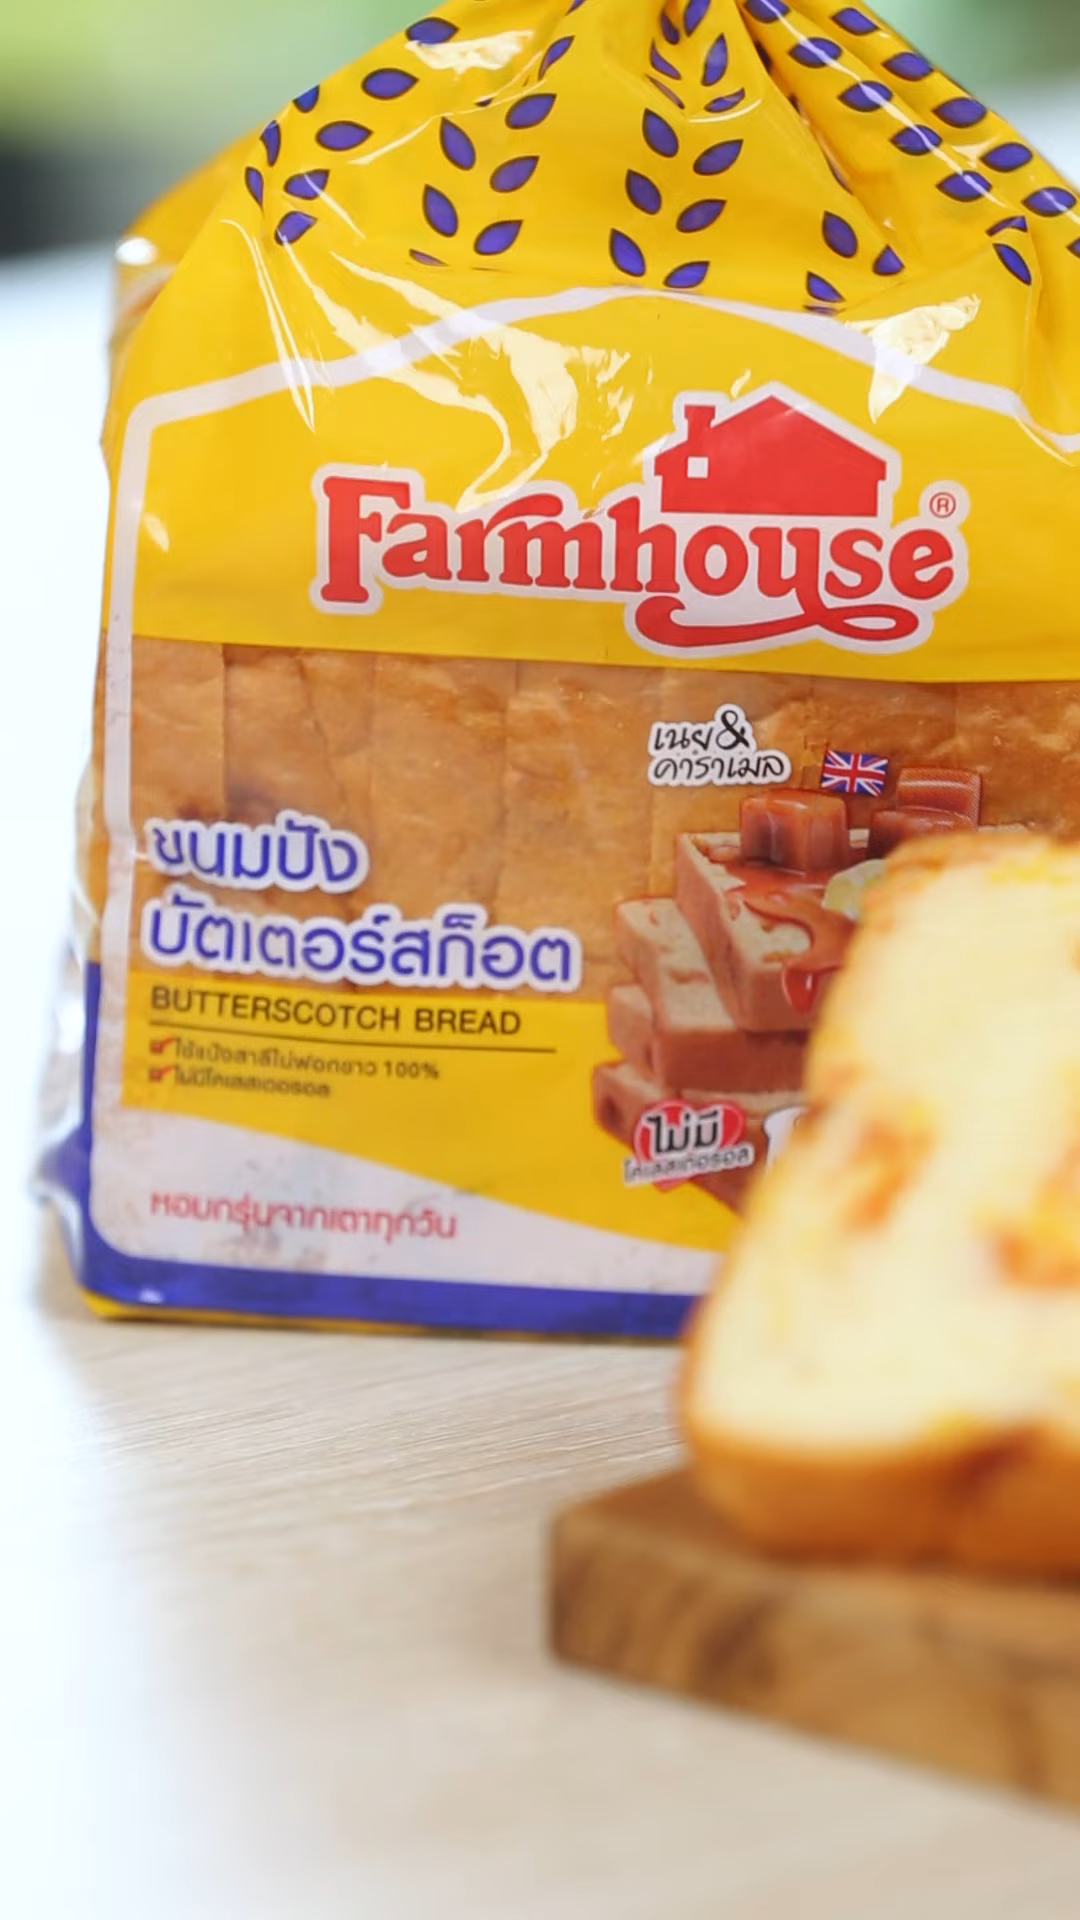 Farmhouse®
เนย&
คาราเมล
ขนมปัง
บัตเตอร์สก็อต
BUTTERSCOTCH BREAD
ใช้แป้งสาลีไม่ฟอกขาว 100%
ไม่มีโคเลสเตอรอล
ไม่มี
โคเลสเตอรอล
หอมกรุ่นจากเตาทุกวัน